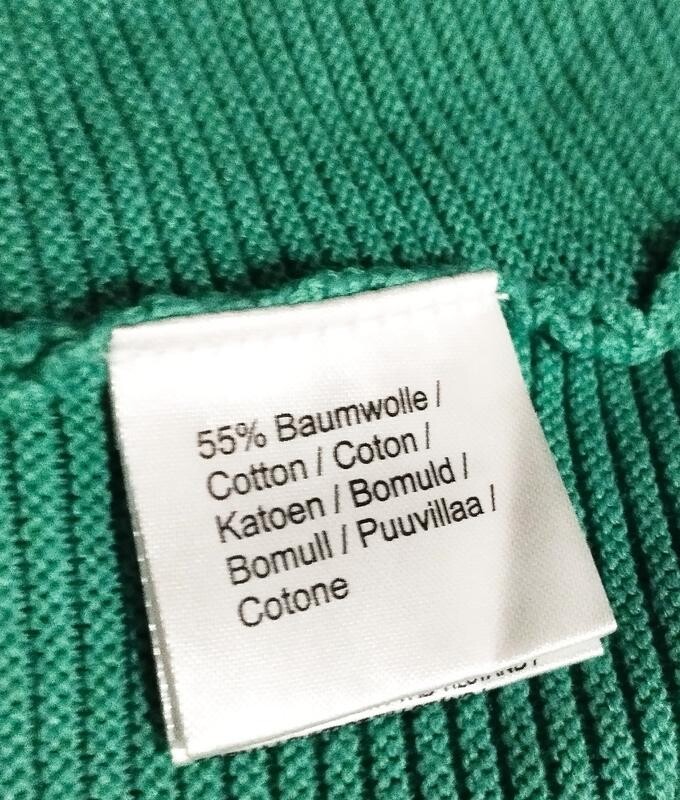 55% Baumwolle /
Cotton / Coton /
Katoen / Bomuld /
Bomull / Puuvillaa /
Cotone